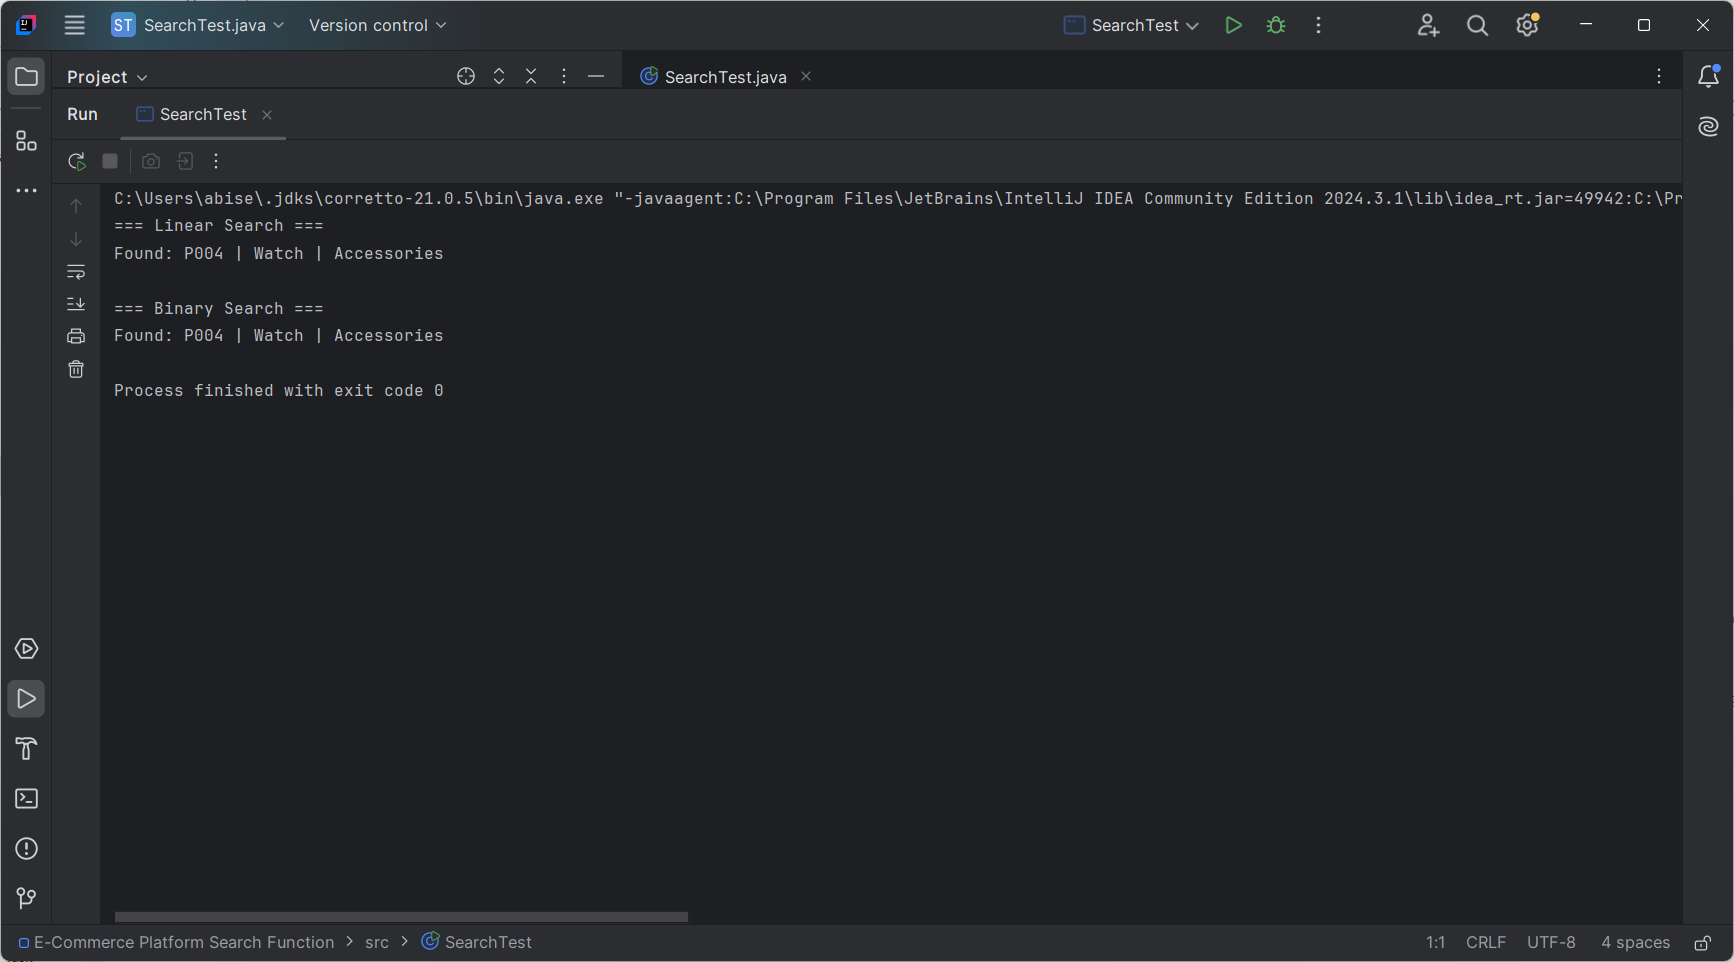 ST SearchTest.java Version control SearchTest
Project SearchTest.java
Run SearchTest
C:\Users\abise\.jdks\corretto-21.0.5\bin\java.exe "-javaagent:C:\Program Files\JetBrains\IntelliJ IDEA Community Edition 2024.3.1\lib\idea_rt.jar=49942:C:\Pr
=== Linear Search ===
Found: P004 | Watch | Accessories
=== Binary Search ===
Found: P004 | Watch | Accessories
Process finished with exit code 0
E-Commerce Platform Search Function > src > SearchTest 1:1 CRLF UTF-8 4 spaces